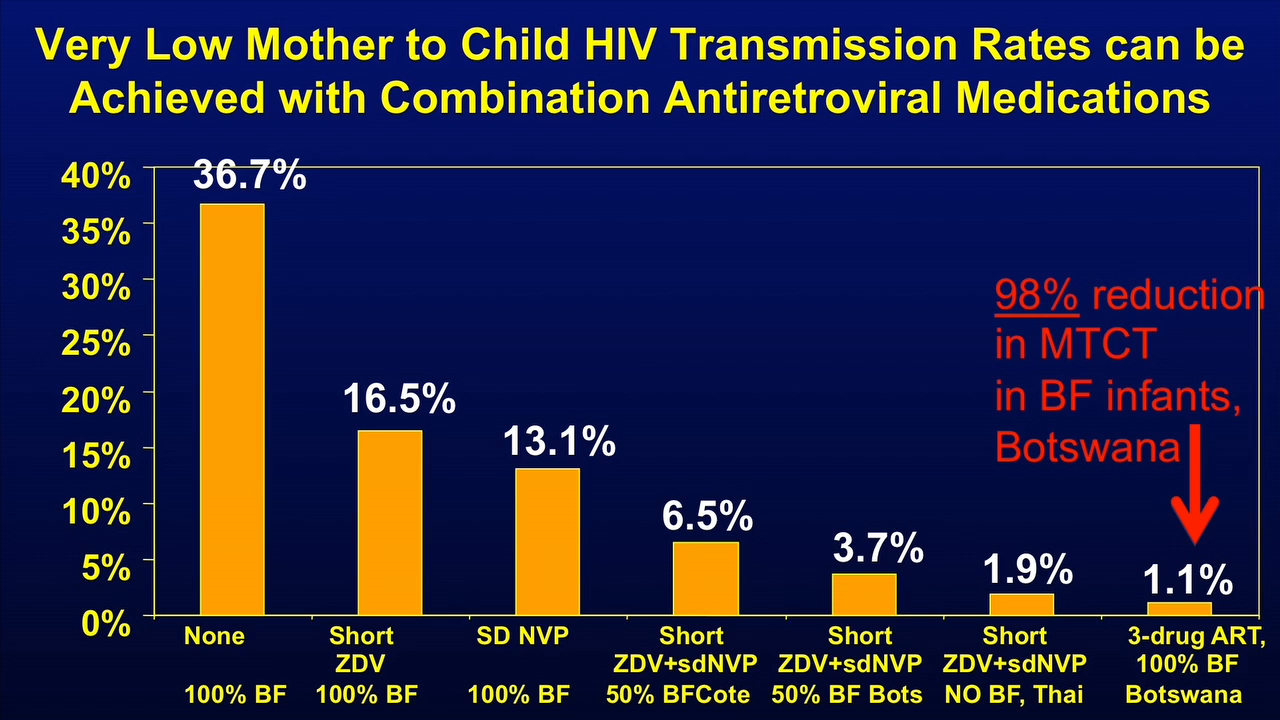 Very Low Mother to Child HIV Transmission Rates can be
Achieved with Combination Antiretroviral Medications
40%
35%
30%
25%
20%
15%
10%
5%
0%
36.7%
16.5%
13.1%
6.5%
3.7%
1.9%
1.1%
98% reduction
in MTCT
in BF infants,
Botswana
None
100% BF
Short
ZDV
100% BF
SD NVP
100% BF
Short
ZDV+sdNVP
50% BFCote
Short
ZDV+sdNVP
50% BF Bots
Short
ZDV+sdNVP
NO BF, Thai
3-drug ART,
100% BF
Botswana